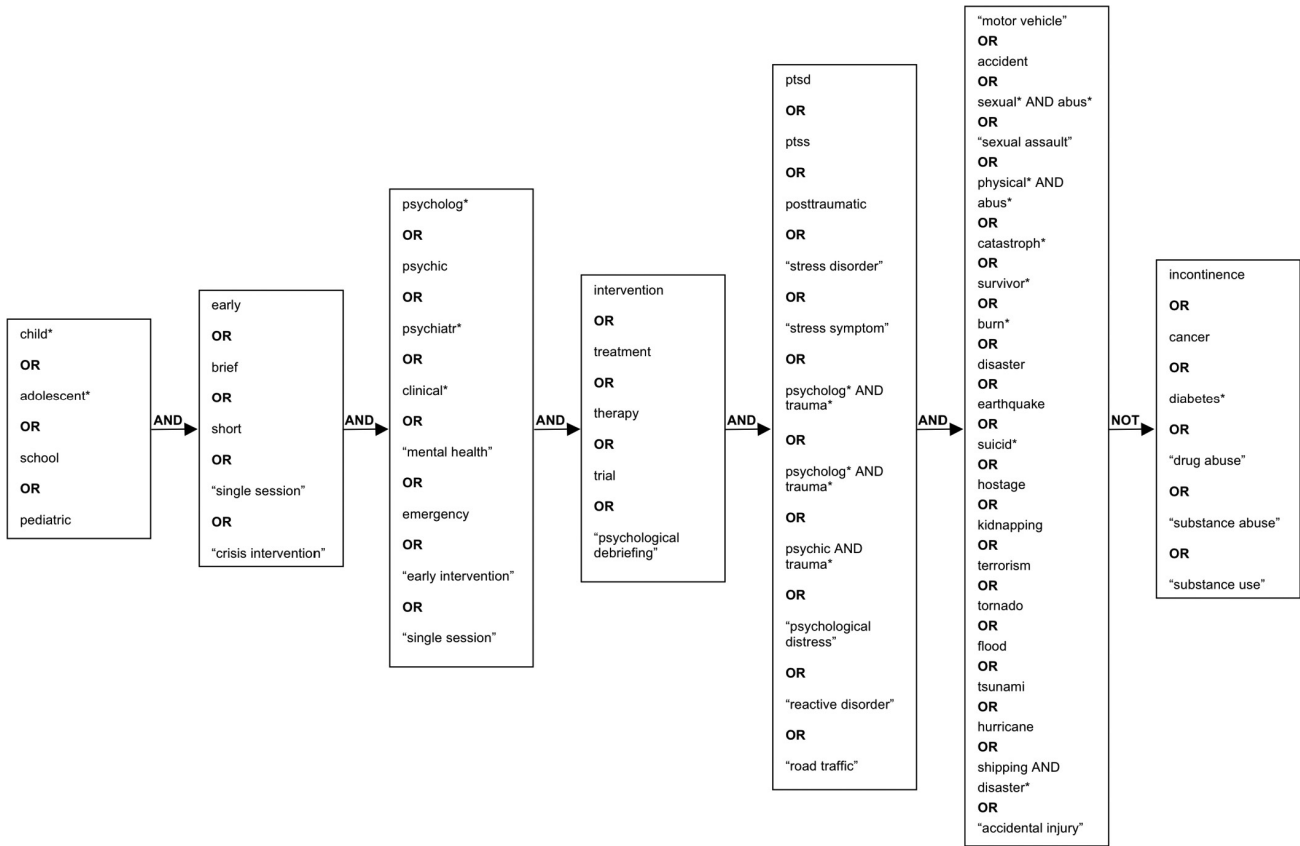 child*
OR
adolescent*
OR
school
OR
pediatric
AND
early
OR
brief
OR
short
OR
“single session”
OR
“crisis intervention”
AND
psycholog*
OR
psychic
OR
psychiatr*
OR
clinical*
OR
“mental health”
OR
emergency
OR
“early intervention”
OR
“single session”
AND
intervention
OR
treatment
OR
therapy
OR
trial
OR
“psychological
debriefing”
AND
ptsd
OR
ptss
OR
posttraumatic
OR
“stress disorder”
OR
“stress symptom”
OR
psycholog* AND
trauma*
OR
psycholog* AND
trauma*
OR
psychic AND
trauma*
OR
“psychological
distress”
OR
“reactive disorder”
OR
“road traffic”
AND
“motor vehicle”
OR
accident
OR
sexual* AND abus*
OR
“sexual assault”
OR
physical* AND
abus*
OR
catastroph*
OR
survivor*
OR
burn*
OR
disaster
OR
earthquake
OR
suicid*
OR
hostage
OR
kidnapping
OR
terrorism
OR
tornado
OR
flood
OR
tsunami
OR
hurricane
OR
shipping AND
disaster*
OR
“accidental injury”
NOT
incontinence
OR
cancer
OR
diabetes*
OR
“drug abuse”
OR
“substance abuse”
OR
“substance use”